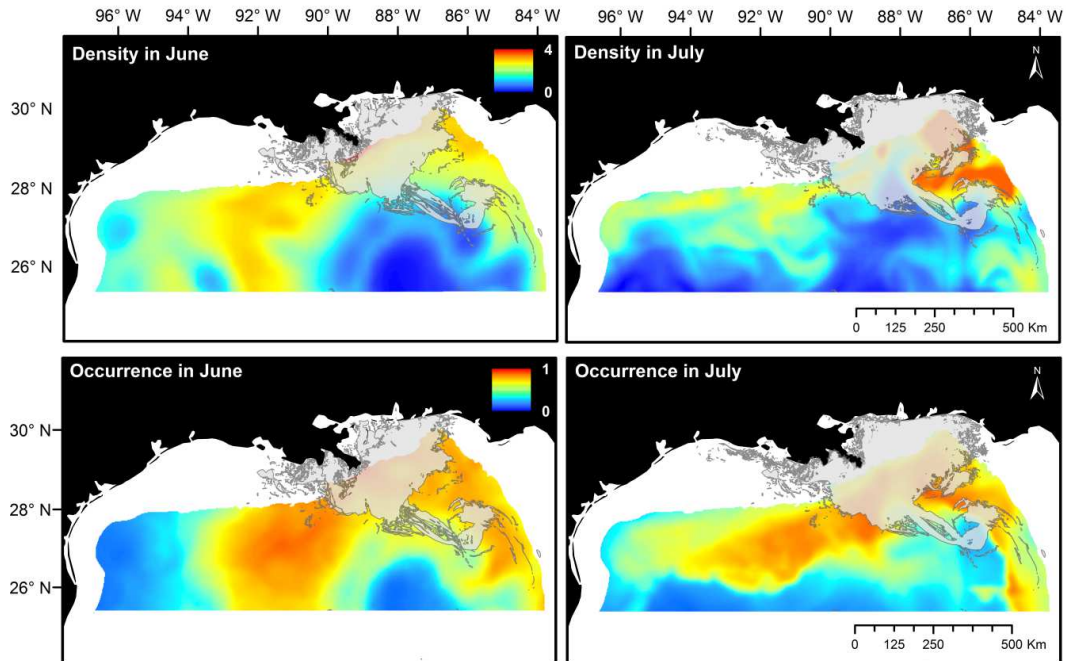 96° W 94° W 92° W 90° W 88° W 86° W 84° W 96° W 94° W 92° W 90° W 88° W 86° W 84° W
Density in June
4
0
Density in July
N
30° N
28° N
26° N
0 125 250 500 Km
Occurrence in June
1
0
Occurrence in July
N
30° N
28° N
26° N
0 125 250 500 Km